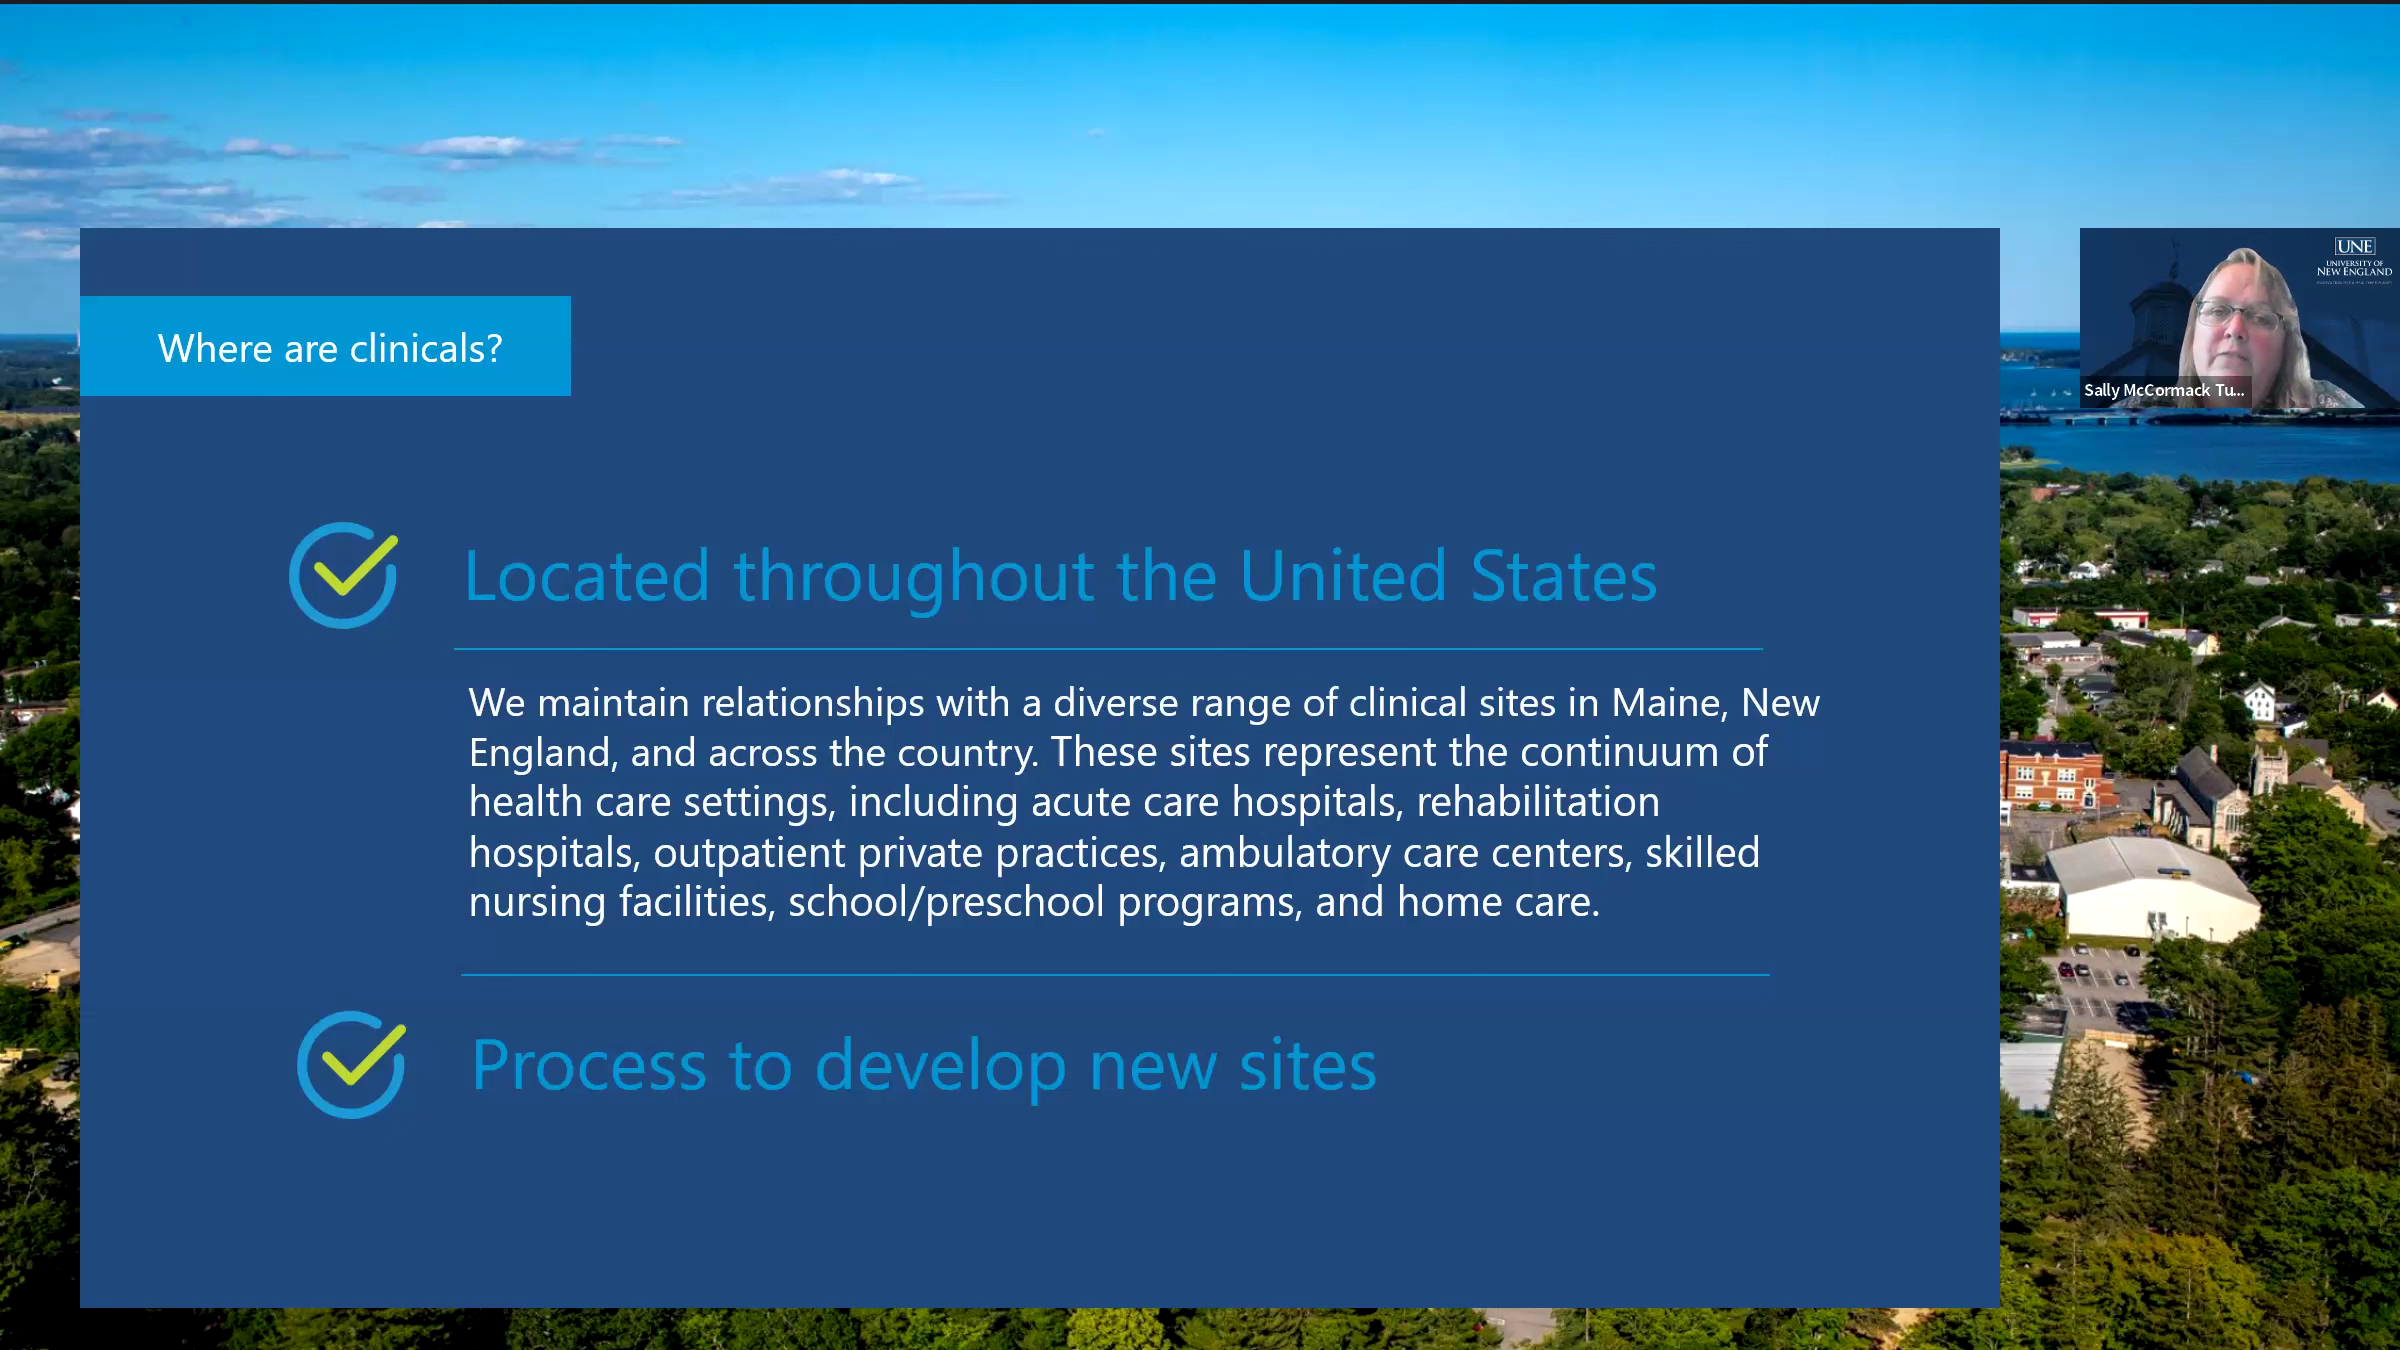 UNE
UNIVERSITY OF
NEW ENGLAND
Where are clinicals?
Sally McCormack Tu...
Located throughout the United States
We maintain relationships with a diverse range of clinical sites in Maine, New
England, and across the country. These sites represent the continuum of
health care settings, including acute care hospitals, rehabilitation
hospitals, outpatient private practices, ambulatory care centers, skilled
nursing facilities, school/preschool programs, and home care.
Process to develop new sites